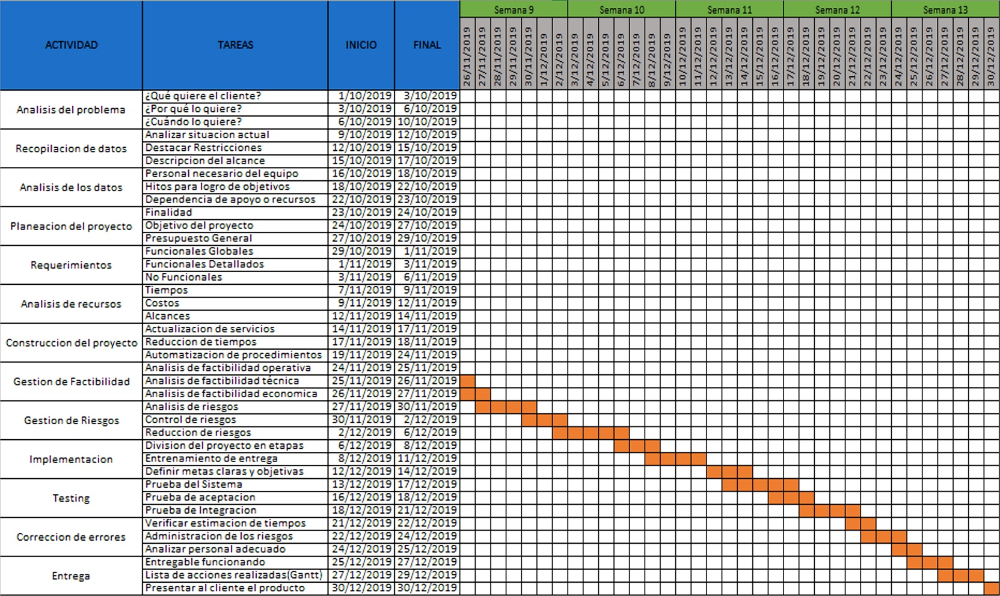 ACTIVIDAD TAREAS INICIO FINAL Semana 9 Semana 10 Semana 11 Semana 12 Semana 13
26/11/2019 27/11/2019 28/11/2019 29/11/2019 30/11/2019 1/12/2019 2/12/2019 3/12/2019 4/12/2019 5/12/2019 6/12/2019 7/12/2019 8/12/2019 9/12/2019 10/12/2019 11/12/2019 12/12/2019 13/12/2019 14/12/2019 15/12/2019 16/12/2019 17/12/2019 18/12/2019 19/12/2019 20/12/2019 21/12/2019 22/12/2019 23/12/2019 24/12/2019 25/12/2019 26/12/2019 27/12/2019 28/12/2019 29/12/2019 30/12/2019
Analisis del problema
¿Qué quiere el cliente? 1/10/2019 3/10/2019
¿Por qué lo quiere? 3/10/2019 6/10/2019
¿Cuándo lo quiere? 6/10/2019 10/10/2019
Recopilacion de datos
Analizar situacion actual 9/10/2019 12/10/2019
Destacar Restricciones 12/10/2019 15/10/2019
Descripcion del alcance 15/10/2019 17/10/2019
Analisis de los datos
Personal necesario del equipo 16/10/2019 18/10/2019
Hitos para logro de objetivos 18/10/2019 22/10/2019
Dependencia de apoyo o recursos 22/10/2019 23/10/2019
Planeacion del proyecto
Finalidad 23/10/2019 24/10/2019
Objetivo del proyecto 24/10/2019 27/10/2019
Presupuesto General 27/10/2019 29/10/2019
Requerimientos
Funcionales Globales 29/10/2019 1/11/2019
Funcionales Detallados 1/11/2019 3/11/2019
No Funcionales 3/11/2019 6/11/2019
Analisis de recursos
Tiempos 7/11/2019 9/11/2019
Costos 9/11/2019 12/11/2019
Alcances 12/11/2019 14/11/2019
Construccion del proyecto
Actualizacion de servicios 14/11/2019 17/11/2019
Reduccion de tiempos 17/11/2019 18/11/2019
Automatizacion de procedimientos 19/11/2019 24/11/2019
Gestion de Factibilidad
Analisis de factibilidad operativa 24/11/2019 25/11/2019
Analisis de factibilidad técnica 25/11/2019 26/11/2019
Analisis de factibilidad economica 26/11/2019 27/11/2019
Gestion de Riesgos
Analisis de riesgos 27/11/2019 30/11/2019
Control de riesgos 30/11/2019 2/12/2019
Reduccion de riesgos 2/12/2019 6/12/2019
Implementacion
Division del proyecto en etapas 6/12/2019 8/12/2019
Entrenamiento de entrega 8/12/2019 11/12/2019
Definir metas claras y objetivas 12/12/2019 14/12/2019
Testing
Prueba del Sistema 13/12/2019 17/12/2019
Prueba de aceptacion 16/12/2019 18/12/2019
Prueba de Integracion 18/12/2019 21/12/2019
Correccion de errores
Verificar estimacion de tiempos 21/12/2019 22/12/2019
Administracion de los riesgos 22/12/2019 24/12/2019
Analizar personal adecuado 24/12/2019 25/12/2019
Entrega
Entregable funcionando 25/12/2019 27/12/2019
Lista de acciones realizadas(Gantt) 27/12/2019 29/12/2019
Presentar al cliente el producto 30/12/2019 30/12/2019